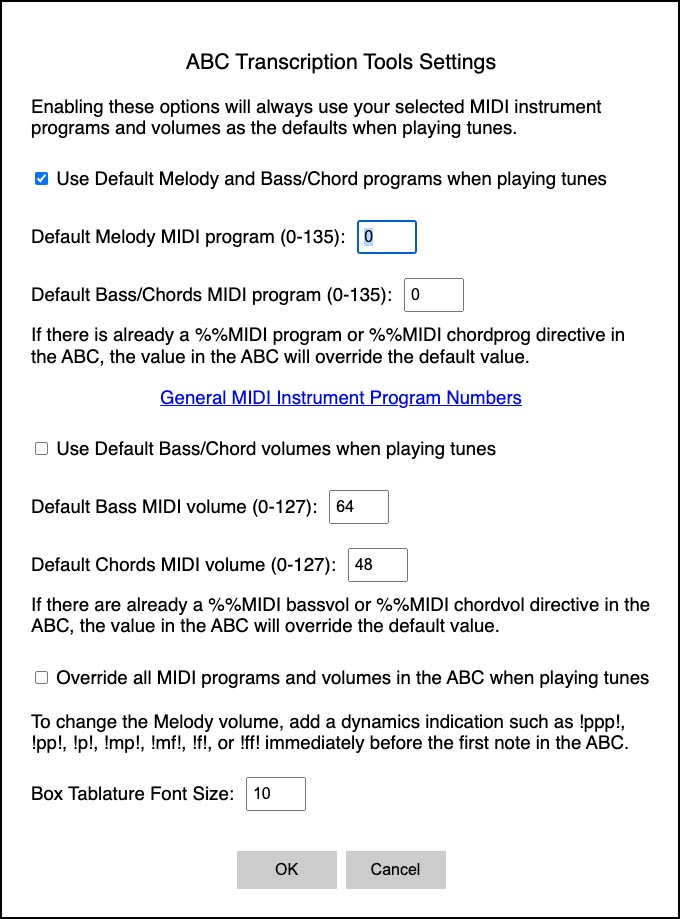 ABC Transcription Tools Settings
Enabling these options will always use your selected MIDI instrument
programs and volumes as the defaults when playing tunes.
Use Default Melody and Bass/Chord programs when playing tunes
Default Melody MIDI program (0-135): 0
Default Bass/Chords MIDI program (0-135): 0
If there is already a %%MIDI program or %%MIDI chordprog directive in
the ABC, the value in the ABC will override the default value.
General MIDI Instrument Program Numbers
Use Default Bass/Chord volumes when playing tunes
Default Bass MIDI volume (0-127): 64
Default Chords MIDI volume (0-127): 48
If there are already a %%MIDI bassvol or %%MIDI chordvol directive in the
ABC, the value in the ABC will override the default value.
Override all MIDI programs and volumes in the ABC when playing tunes
To change the Melody volume, add a dynamics indication such as !ppp!,
!pp!, !p!, !mp!, !mf!, !f!, or !ff! immediately before the first note in the ABC.
Box Tablature Font Size: 10
OK Cancel